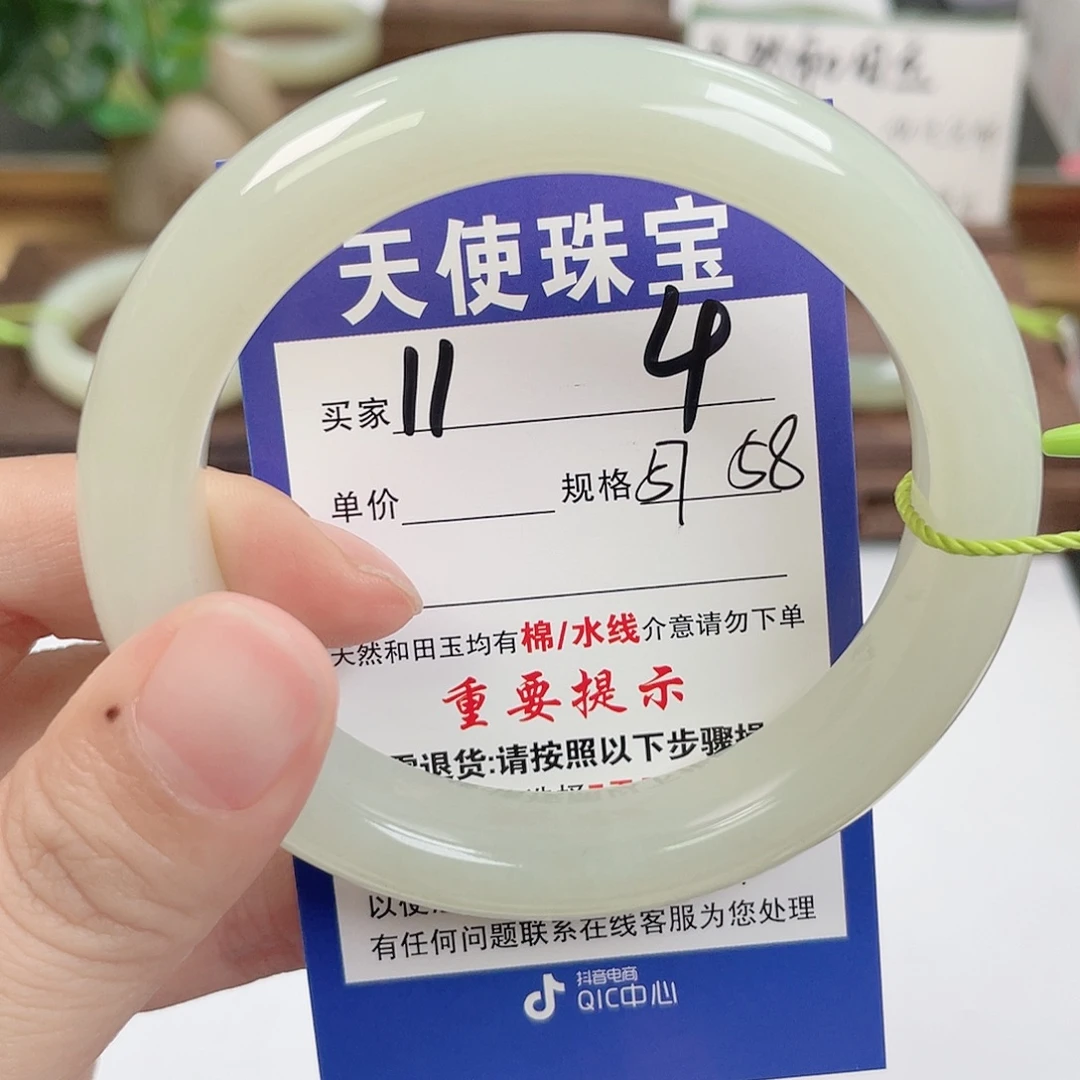 天使珠宝
买家 11 4
单价 规格 58
天然和田玉均有棉/水线介意请勿下单
重要提示
退货:请按照以下步骤
有任何问题联系在线客服为您处理
抖音电商
QIC中心